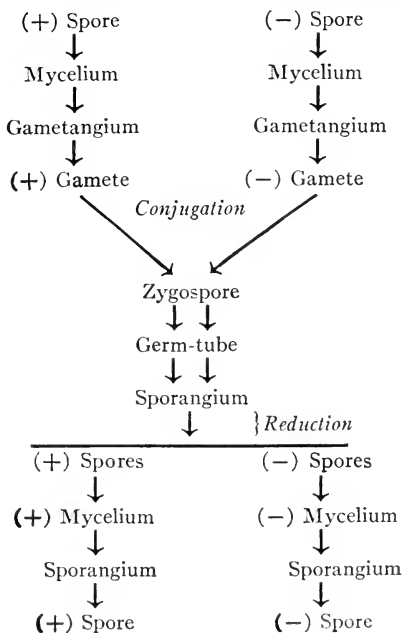 (+) Spore (−) Spore
Mycelium Mycelium
Gametangium Gametangium
(+) Gamete (−) Gamete
Conjugation
Zygospore
Germ-tube
Sporangium
}Reduction
(+) Spores (−) Spores
(+) Mycelium (−) Mycelium
Sporangium Sporangium
(+) Spore (−) Spore